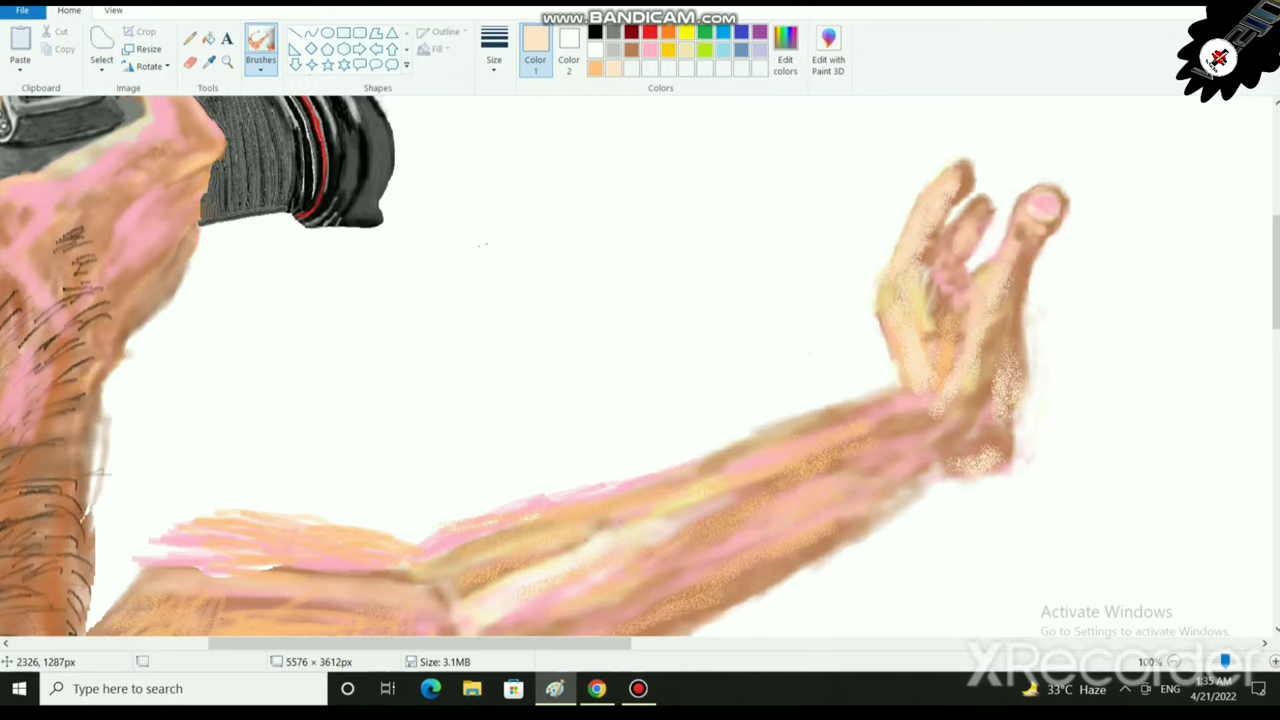 www.BANDICAM.com
File
Home
View
Paste
Cut
Copy
Clipboard
Select
Crop
Resize
Rotate
Image
A
Tools
Brushes
Outline
Fill
Shapes
Size
Color
1
Color
2
Edit
colors
Edit with
Paint 3D
Colors
Activate Windows
Go to Settings to activate Windows.
2326, 1287px
5576 × 3612px
Size: 3.1MB
100%
XRecorder
Type here to search
33°C Haze
ENG
1:35 AM
4/21/2022